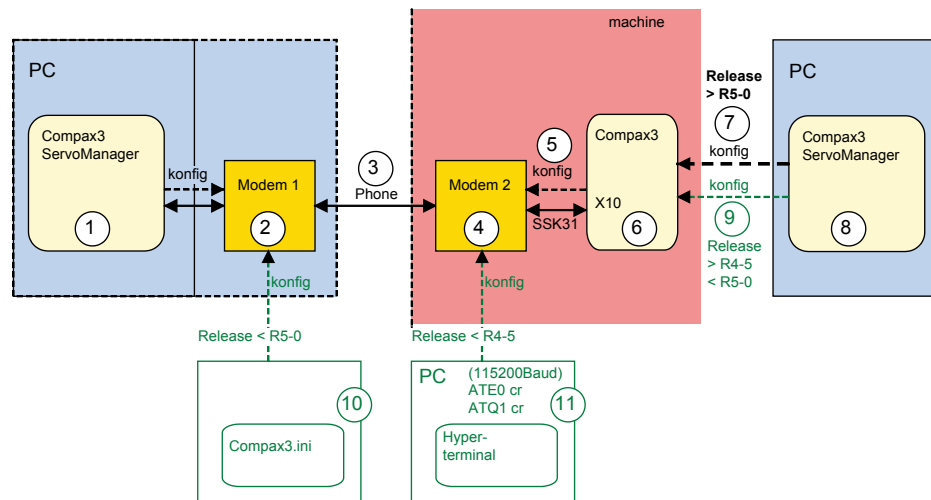 machine
PC
Compax3
ServoManager
1
konfig
Modem 1
2
3
Phone
Modem 2
4
5
konfig
SSK31
Compax3
X10
6
Release
> R5-0
7
konfig
konfig
9
Release
> R4-5
< R5-0
PC
Compax3
ServoManager
8
konfig
Release < R5-0
konfig
Release < R4-5
10
Compax3.ini
PC
(115200Baud)
ATE0 cr
ATQ1 cr
11
Hyper-
terminal